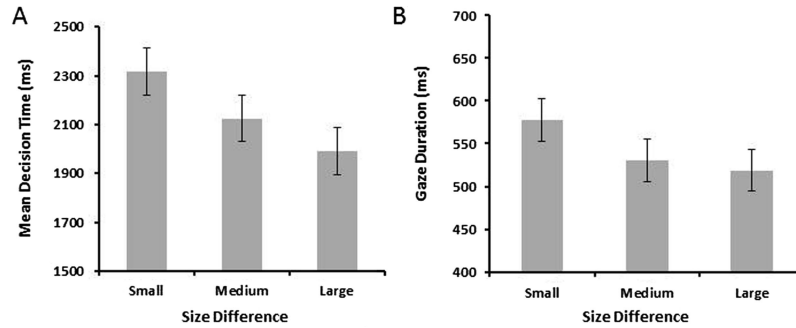 A
Mean Decision Time (ms)
2500
2300
2100
1900
1700
1500
Small Medium Large
Size Difference
B
Gaze Duration (ms)
700
650
600
550
500
450
400
Small Medium Large
Size Difference